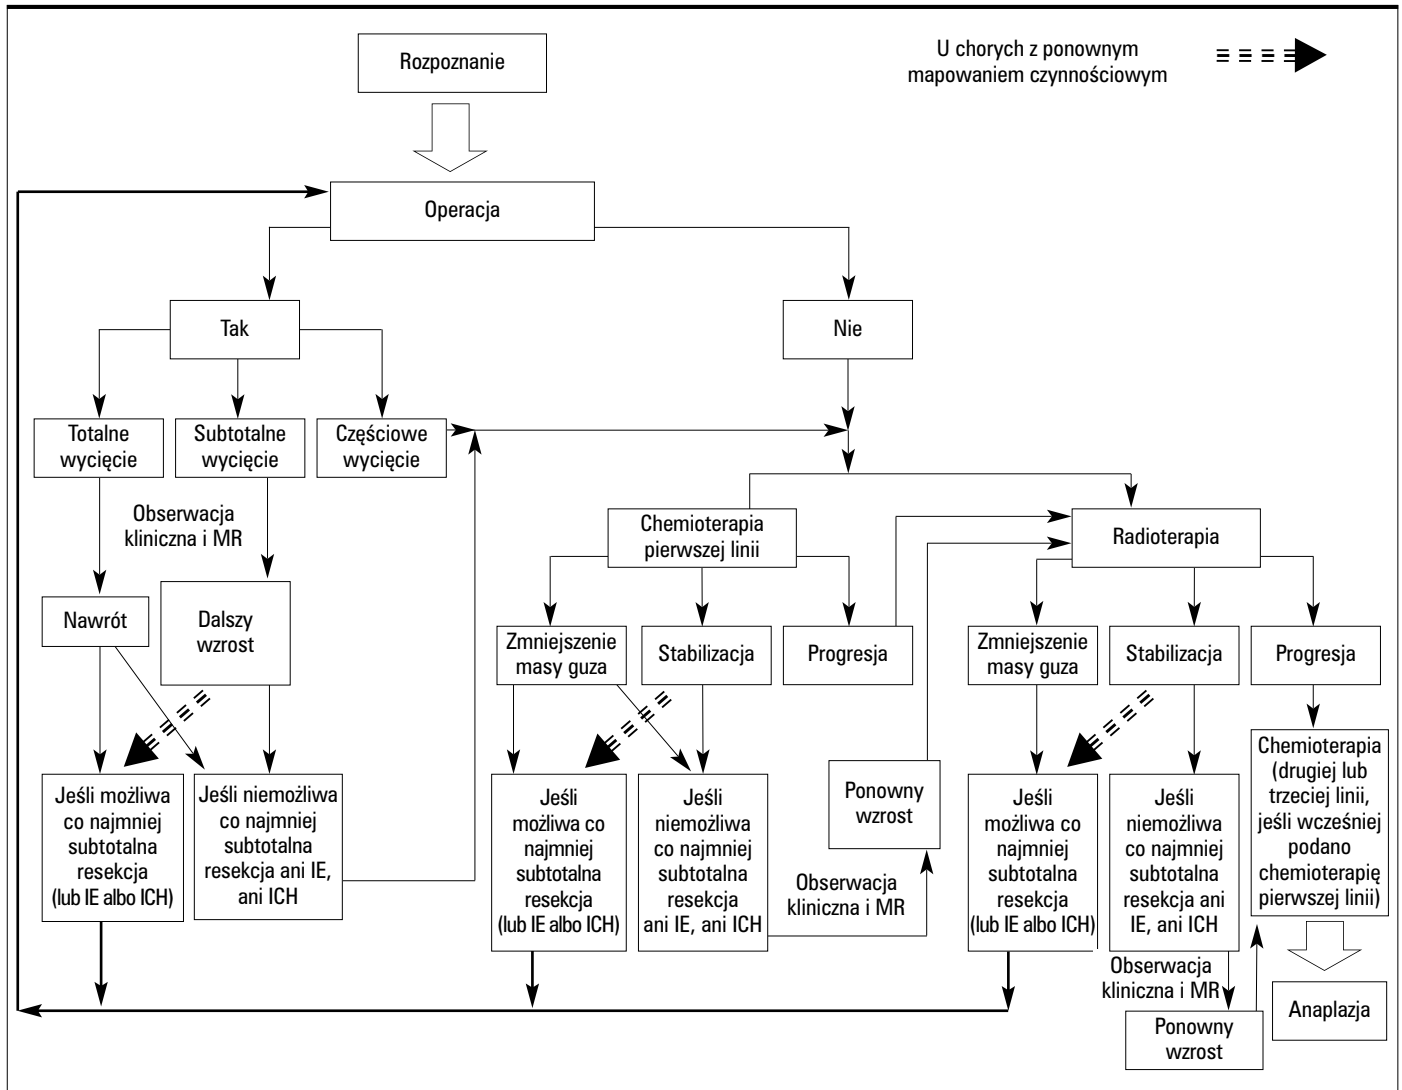 Rozpoznanie
U chorych z ponownym
mapowaniem czynnościowym
Operacja
Tak
Nie
Totalne
wycięcie
Subtotalne
wycięcie
Częściowe
wycięcie
Obserwacja
kliniczna i MR
Chemioterapia
pierwszej linii
Radioterapia
Nawrót
Dalszy
wzrost
Zmniejszenie
masy guza
Stabilizacja
Progresja
Zmniejszenie
masy guza
Stabilizacja
Progresja
Jeśli możliwa
co najmniej
subtotalna
resekcja
(lub IE albo ICH)
Jeśli niemożliwa
co najmniej
subtotalna
resekcja ani IE,
ani ICH
Jeśli
możliwa co
najmniej
subtotalna
resekcja
(lub IE albo ICH)
Jeśli
niemożliwa
co najmniej
subtotalna
resekcja
ani IE, ani ICH
Ponowny
wzrost
Obserwacja
kliniczna i MR
Jeśli
możliwa co
najmniej
subtotalna
resekcja
(lub IE albo ICH)
Jeśli
niemożliwa
co najmniej
subtotalna
resekcja ani
IE, ani ICH
Chemioterapia
(drugiej lub
trzeciej linii,
jeśli wcześniej
podano
chemioterapię
pierwszej linii)
Obserwacja
kliniczna i MR
Ponowny
wzrost
Anaplazja